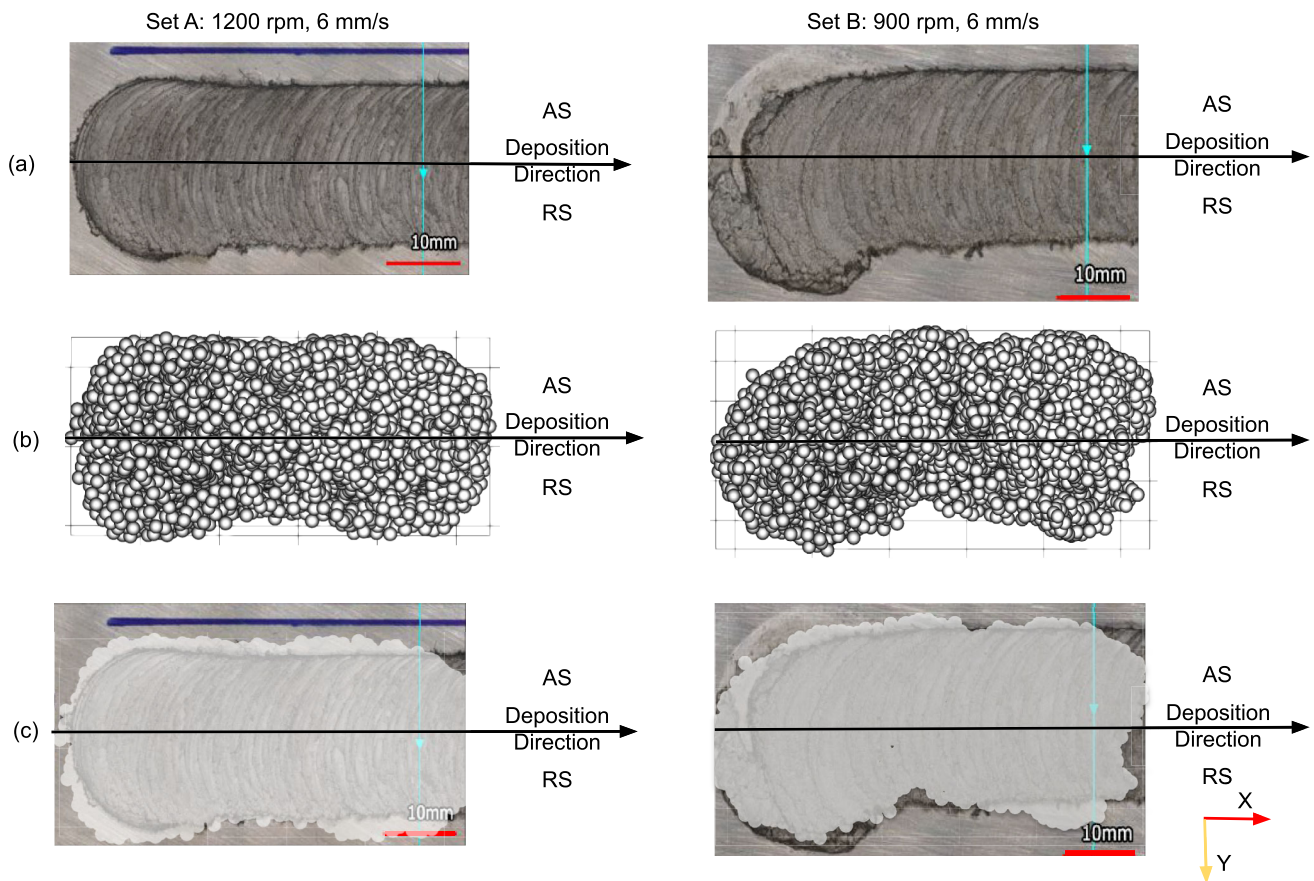 Set A: 1200 rpm, 6 mm/s
Set B: 900 rpm, 6 mm/s
(a)
AS
Deposition
Direction
RS
10mm
AS
Deposition
Direction
RS
10mm
(b)
AS
Deposition
Direction
RS
AS
Deposition
Direction
RS
(c)
AS
Deposition
Direction
RS
10mm
AS
Deposition
Direction
RS
10mm
X
Y